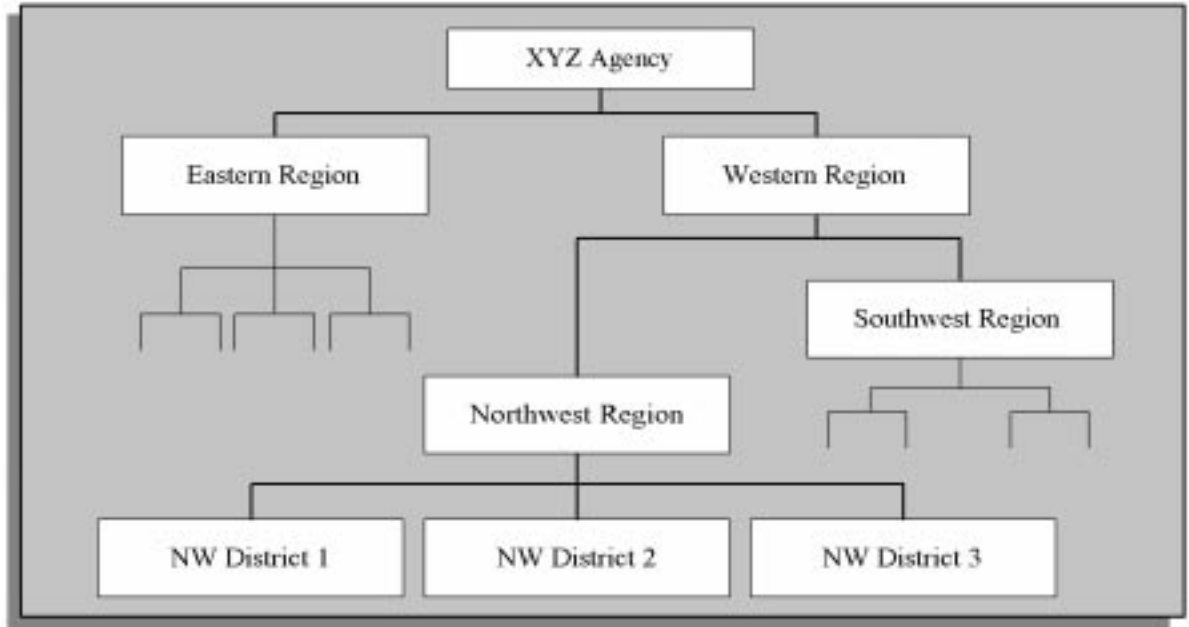 XYZ Agency
Eastern Region
Western Region
Southwest Region
Northwest Region
NW District 1
NW District 2
NW District 3